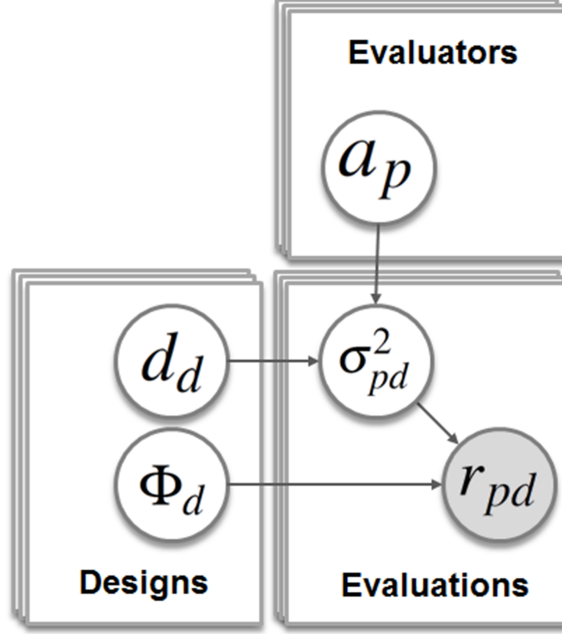 Evaluators
a_p
d_d
σ²_pd
Φ_d
r_pd
Designs
Evaluations